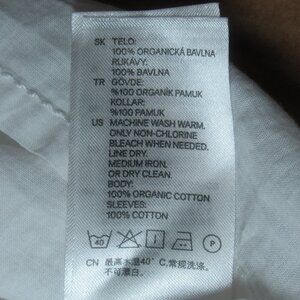 SK TELO:
100% ORGANICKÁ BAVLNA
RUKÁVY:
100% BAVLNA
TR GÖVDE:
%100 ORGANİK PAMUK
KOLLAR:
%100 PAMUK
US MACHINE WASH WARM.
ONLY NON-CHLORINE
BLEACH WHEN NEEDED.
LINE DRY.
MEDIUM IRON.
OR DRY CLEAN.
BODY:
100% ORGANIC COTTON
SLEEVES:
100% COTTON
40 P
CN 最高水温40°C,常规洗涤.
不可漂白.